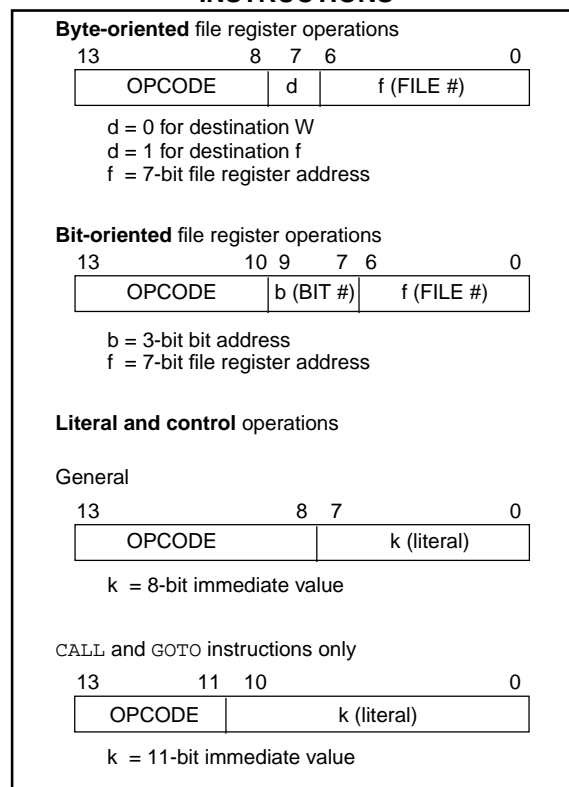 INSTRUCTIONS
Byte-oriented file register operations
13 8 7 6 0
OPCODE d f (FILE #)
d = 0 for destination W
d = 1 for destination f
f = 7-bit file register address
Bit-oriented file register operations
13 10 9 7 6 0
OPCODE b (BIT #) f (FILE #)
b = 3-bit bit address
f = 7-bit file register address
Literal and control operations
General
13 8 7 0
OPCODE k (literal)
k = 8-bit immediate value
CALL and GOTO instructions only
13 11 10 0
OPCODE k (literal)
k = 11-bit immediate value